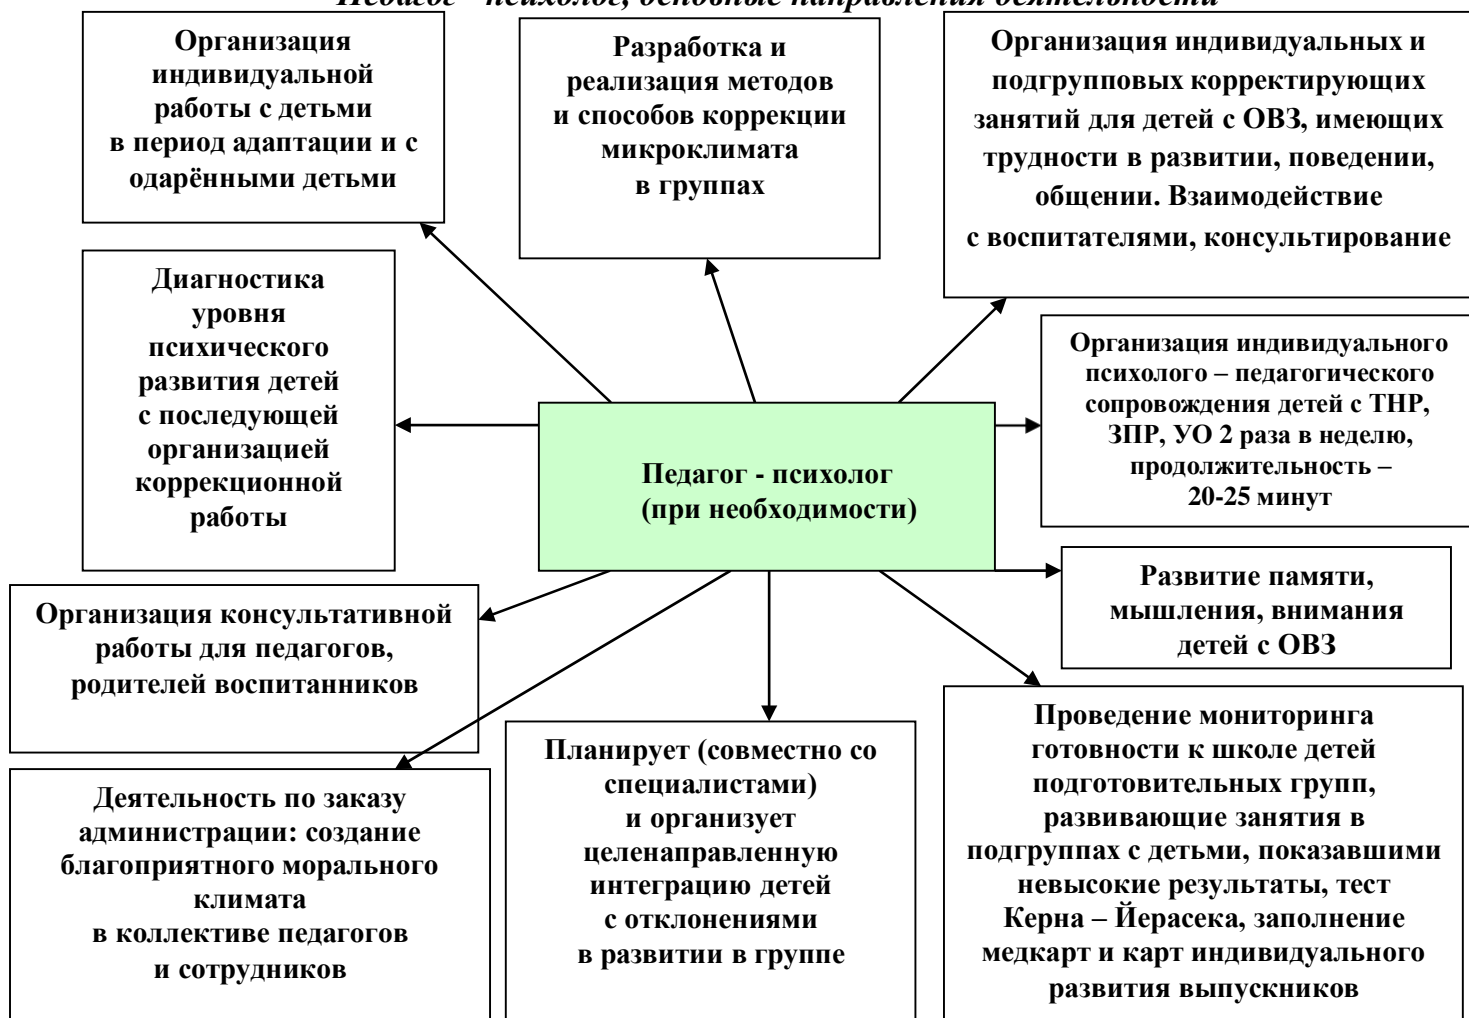 Педагог - психолог, основные направления деятельности
Организация
индивидуальной
работы с детьми
в период адаптации и с
одарёнными детьми
Разработка и
реализация методов
и способов коррекции
микроклимата
в группах
Организация индивидуальных и
подгрупповых корректирующих
занятий для детей с ОВЗ, имеющих
трудности в развитии, поведении,
общении. Взаимодействие
с воспитателями, консультирование
Диагностика
уровня
психического
развития детей
с последующей
организацией
коррекционной
работы
Организация индивидуального
психолого – педагогического
сопровождения детей с ТНР,
ЗПР, УО 2 раза в неделю,
продолжительность –
20-25 минут
Педагог - психолог
(при необходимости)
Развитие памяти,
мышления, внимания
детей с ОВЗ
Организация консультативной
работы для педагогов,
родителей воспитанников
Деятельность по заказу
администрации: создание
благоприятного морального
климата
в коллективе педагогов
и сотрудников
Планирует (совместно со
специалистами)
и организует
целенаправленную
интеграцию детей
с отклонениями
в развитии в группе
Проведение мониторинга
готовности к школе детей
подготовительных групп,
развивающие занятия в
подгруппах с детьми, показавшими
невысокие результаты, тест
Керна – Йерасека, заполнение
медкарт и карт индивидуального
развития выпускников